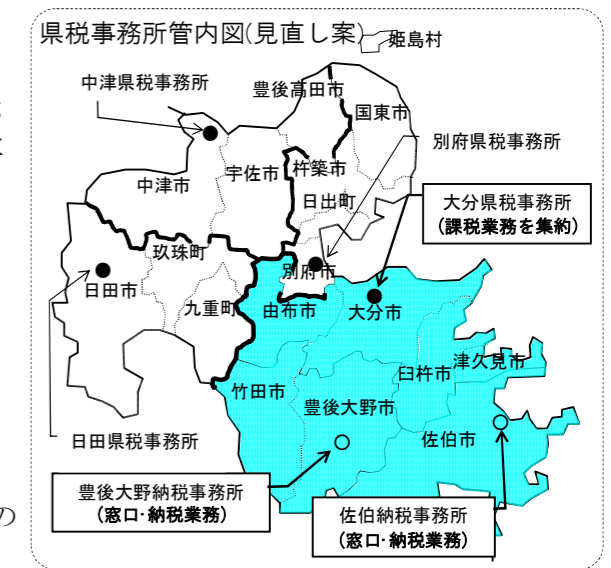 県税事務所管内図(見直し案)
姫島村
中津県税事務所
豊後高田市
国東市
別府県税事務所
中津市
宇佐市
杵築市
日出町
大分県税事務所
(課税業務を集約)
玖珠町
別府市
日田市
九重町
由布市
大分市
竹田市
臼杵市
津久見市
豊後大野市
佐伯市
日田県税事務所
豊後大野納税事務所
(窓口・納税業務)
佐伯納税事務所
(窓口・納税業務)
の